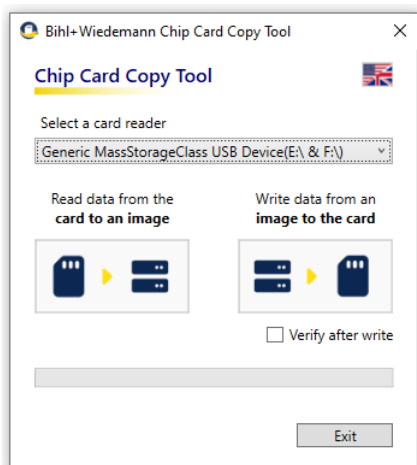 Bihl+Wiedemann Chip Card Copy Tool
Chip Card Copy Tool
Select a card reader
Generic MassStorageClass USB Device(E:\ & F:\)
Read data from the
card to an image
Write data from an
image to the card
Verify after write
Exit